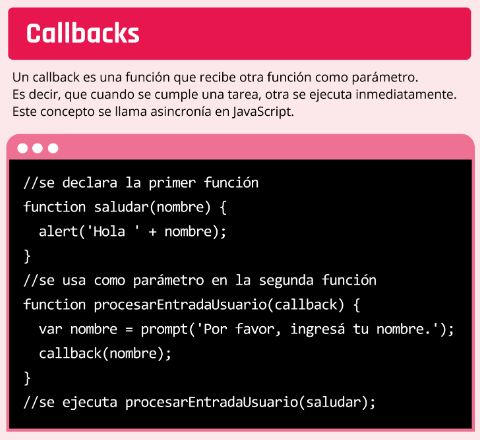 Callbacks
Un callback es una función que recibe otra función como parámetro.
Es decir, que cuando se cumple una tarea, otra se ejecuta inmediatamente.
Este concepto se llama asincronía en JavaScript.
//se declara la primer función
function saludar(nombre) {
  alert('Hola ' + nombre);
}
//se usa como parámetro en la segunda función
function procesarEntradaUsuario(callback) {
  var nombre = prompt('Por favor, ingresá tu nombre.');
  callback(nombre);
}
//se ejecuta procesarEntradaUsuario(saludar);